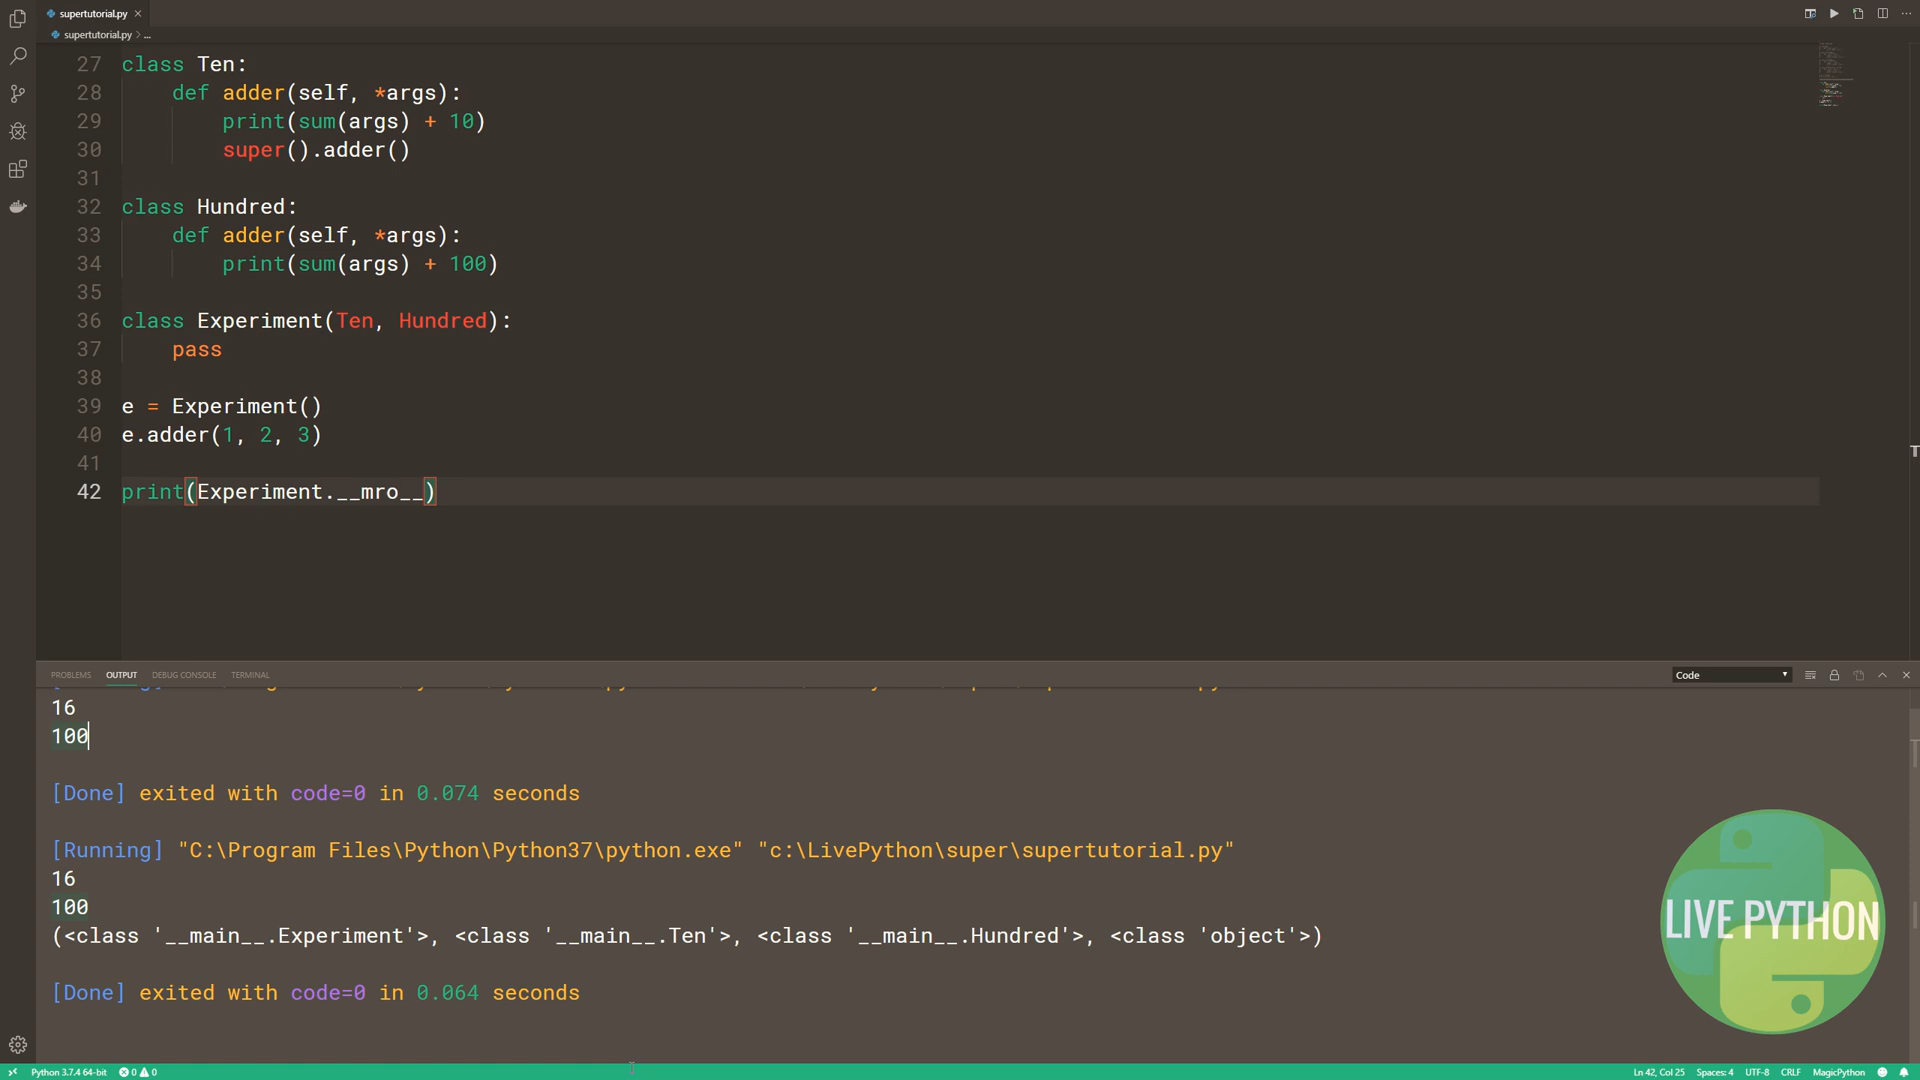 supertutorial.py
supertutorial.py > ...
27 class Ten:
28     def adder(self, *args):
29         print(sum(args) + 10)
30         super().adder()
31
32 class Hundred:
33     def adder(self, *args):
34         print(sum(args) + 100)
35
36 class Experiment(Ten, Hundred):
37     pass
38
39 e = Experiment()
40 e.adder(1, 2, 3)
41
42 print(Experiment.__mro__)
PROBLEMS OUTPUT DEBUG CONSOLE TERMINAL Code
16
100
[Done] exited with code=0 in 0.074 seconds
[Running] "C:\Program Files\Python\Python37\python.exe" "c:\LivePython\super\supertutorial.py"
16
100
(<class '__main__.Experiment'>, <class '__main__.Ten'>, <class '__main__.Hundred'>, <class 'object'>)
[Done] exited with code=0 in 0.064 seconds
LIVE PYTHON
Python 3.7.4 64-bit 0 0 Ln 42, Col 25 Spaces: 4 UTF-8 CRLF MagicPython